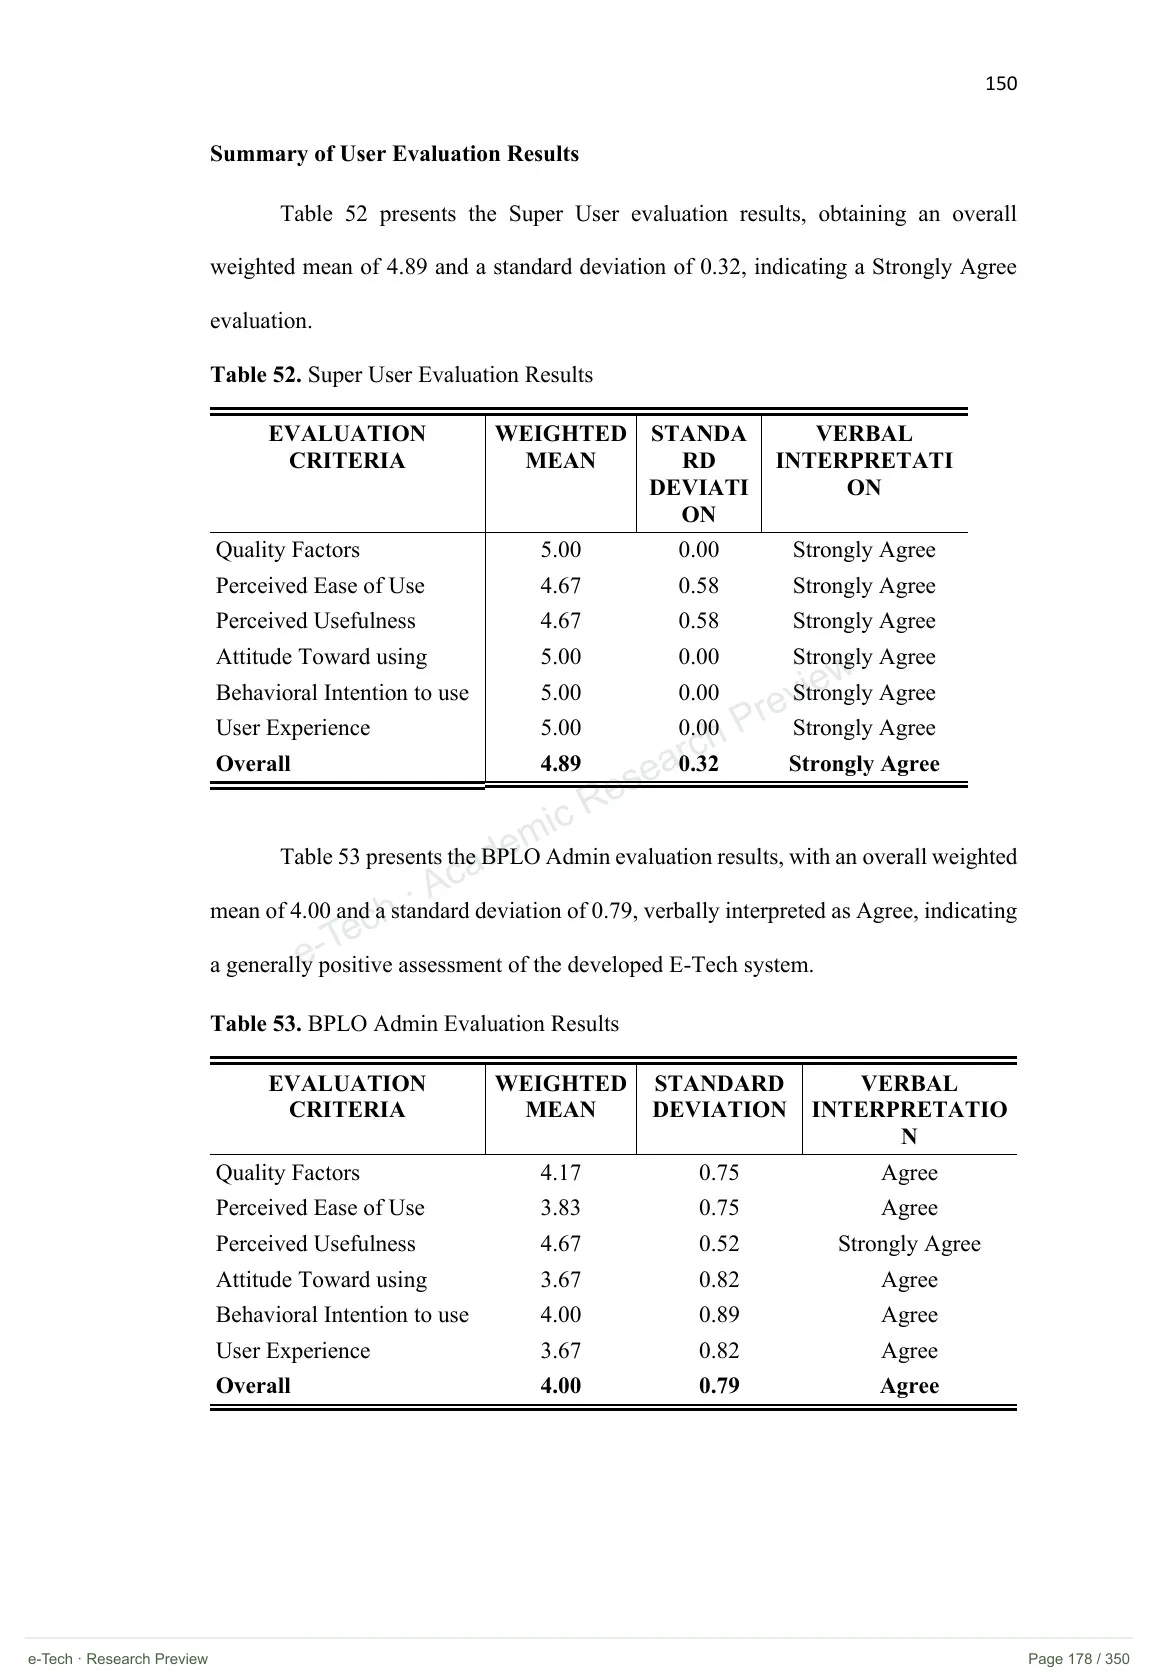 150
Summary of User Evaluation Results
Table 52 presents the Super User evaluation results, obtaining an overall
weighted mean of 4.89 and a standard deviation of 0.32, indicating a Strongly Agree
evaluation.
Table 52. Super User Evaluation Results
EVALUATION CRITERIA WEIGHTED MEAN STANDA RD DEVIATI ON VERBAL INTERPRETATI ON
Quality Factors 5.00 0.00 Strongly Agree
Perceived Ease of Use 4.67 0.58 Strongly Agree
Perceived Usefulness 4.67 0.58 Strongly Agree
Attitude Toward using 5.00 0.00 Strongly Agree
Behavioral Intention to use 5.00 0.00 Strongly Agree
User Experience 5.00 0.00 Strongly Agree
Overall 4.89 0.32 Strongly Agree
e-Tech · Academic Research Preview
Table 53 presents the BPLO Admin evaluation results, with an overall weighted
mean of 4.00 and a standard deviation of 0.79, verbally interpreted as Agree, indicating
a generally positive assessment of the developed E-Tech system.
Table 53. BPLO Admin Evaluation Results
EVALUATION CRITERIA WEIGHTED MEAN STANDARD DEVIATION VERBAL INTERPRETATIO N
Quality Factors 4.17 0.75 Agree
Perceived Ease of Use 3.83 0.75 Agree
Perceived Usefulness 4.67 0.52 Strongly Agree
Attitude Toward using 3.67 0.82 Agree
Behavioral Intention to use 4.00 0.89 Agree
User Experience 3.67 0.82 Agree
Overall 4.00 0.79 Agree
e-Tech · Research Preview Page 178 / 350